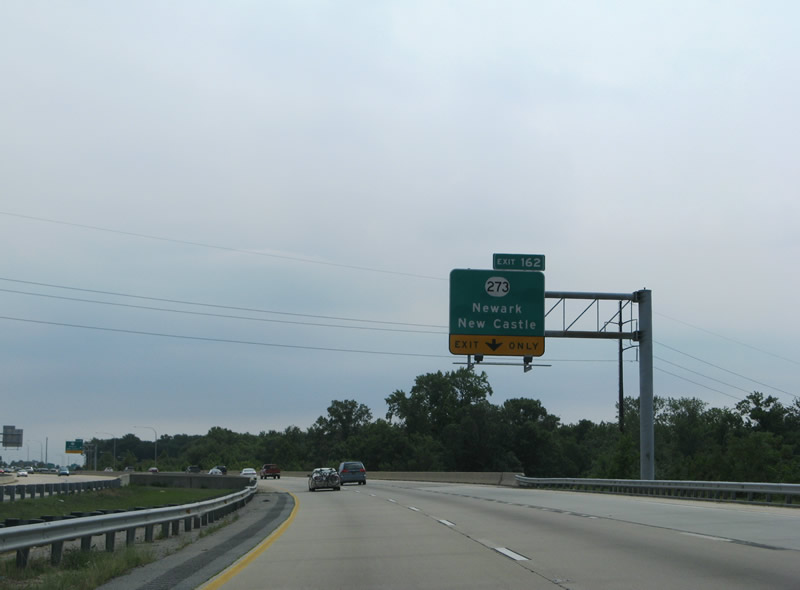 EXIT 162
273
Newark
New Castle
EXIT ONLY